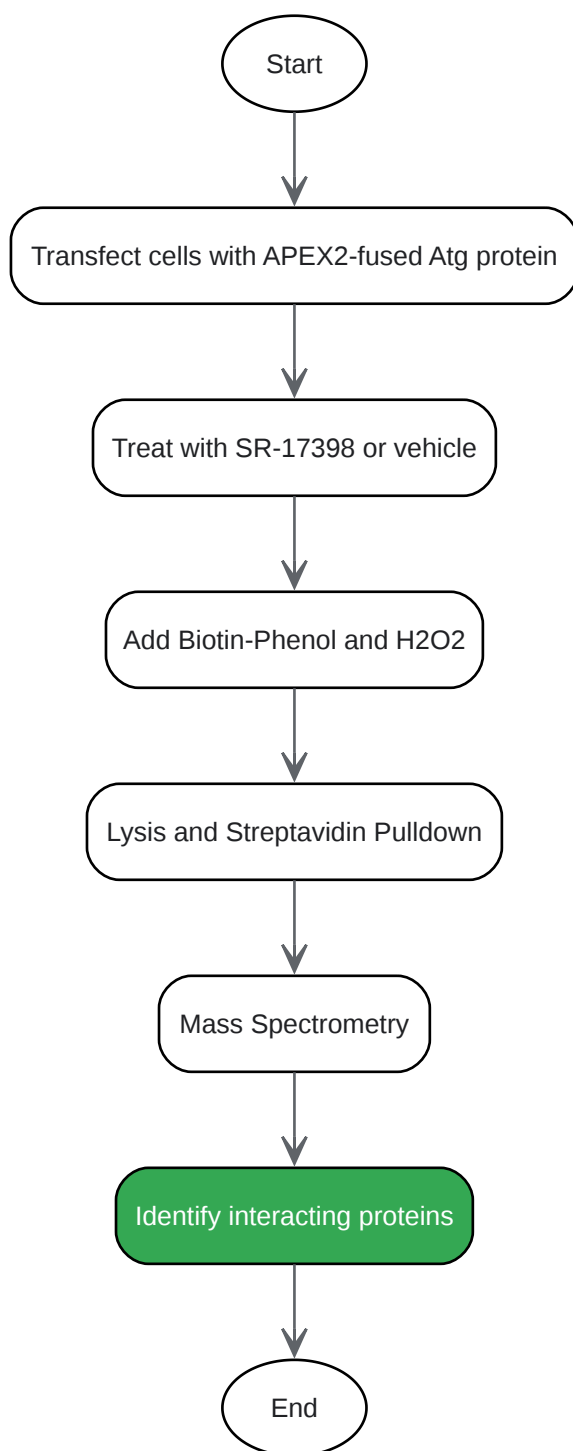 Start
Transfect cells with APEX2-fused Atg protein
Treat with SR-17398 or vehicle
Add Biotin-Phenol and H2O2
Lysis and Streptavidin Pulldown
Mass Spectrometry
Identify interacting proteins
End